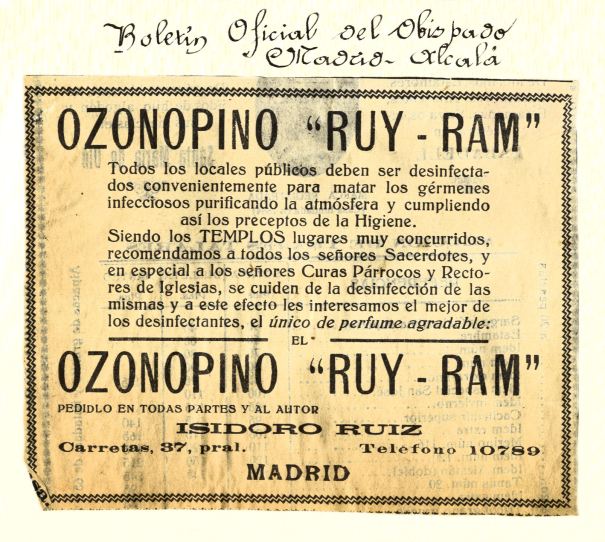 Boletín Oficial del Obispado
Madrid-Alcalá
OZONOPINO "RUY-RAM"
Todos los locales públicos deben ser desinfecta-
dos convenientemente para matar los gérmenes
infecciosos purificando la atmósfera y cumpliendo
así los preceptos de la Higiene.
Siendo los TEMPLOS lugares muy concurridos,
recomendamos a todos los señores Sacerdotes, y
en especial a los señores Curas Párrocos y Recto-
res de Iglesias, se cuiden de la desinfección de las
mismas y a este efecto les interesamos el mejor de
los desinfectantes, el único de perfume agradable:
EL
OZONOPINO "RUY-RAM"
PEDIDLO EN TODAS PARTES Y AL AUTOR
ISIDORO RUIZ
Carretas, 37, pral. Teléfono 10789
MADRID